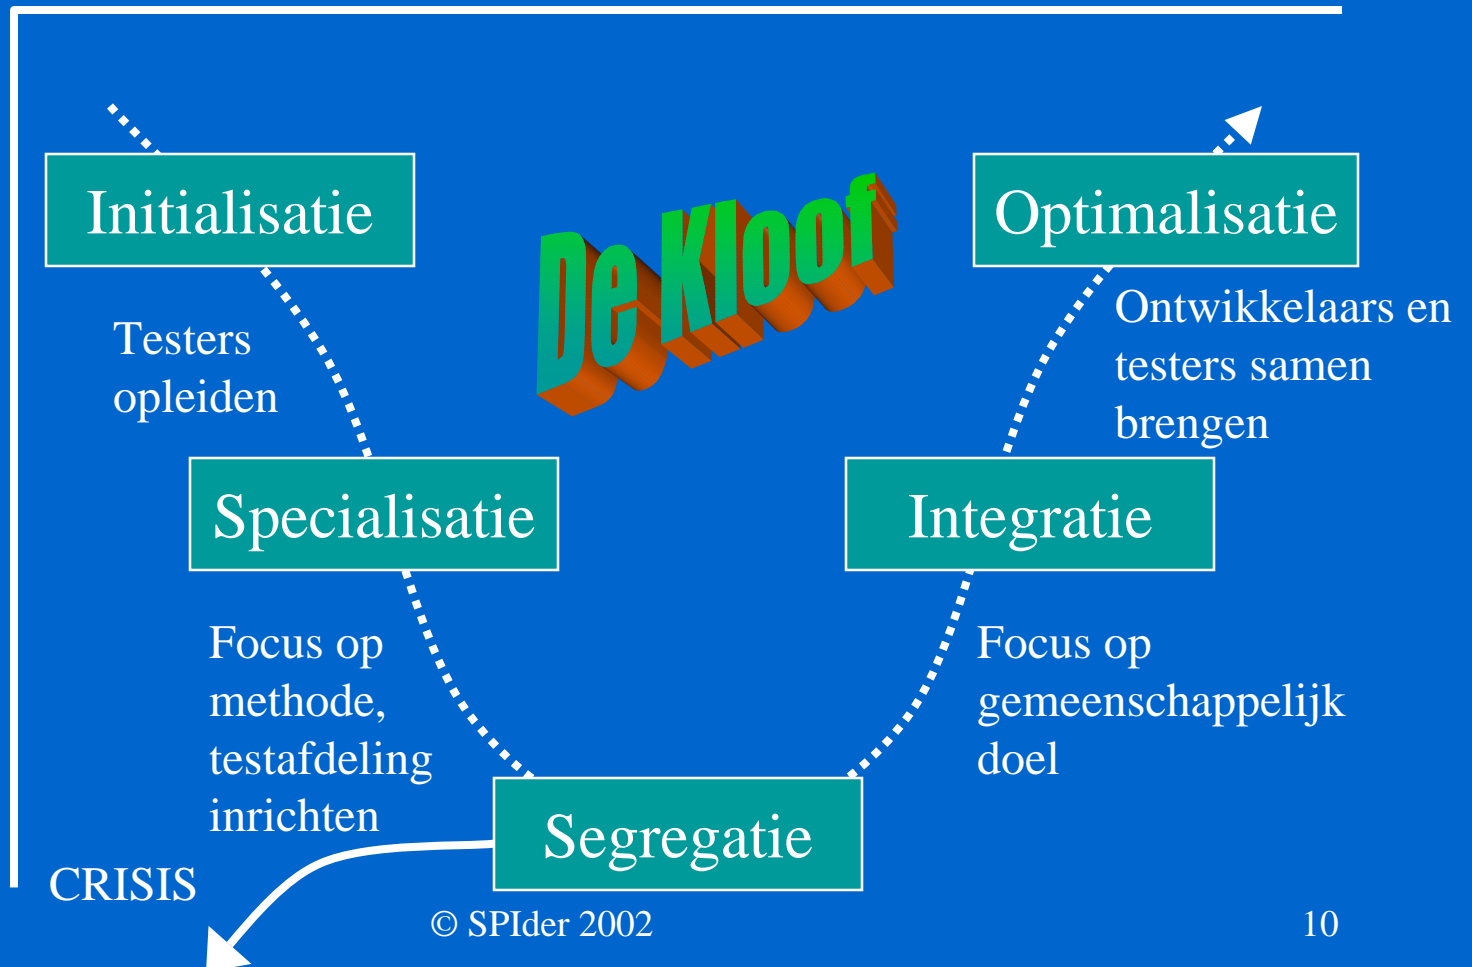 De Kloof
Initialisatie
Testers
opleiden
Specialisatie
Focus op
methode,
testafdeling
inrichten
Segregatie
CRISIS
Focus op
gemeenschappelijk
doel
Integratie
Ontwikkelaars en
testers samen
brengen
Optimalisatie
© SPIder 2002
10